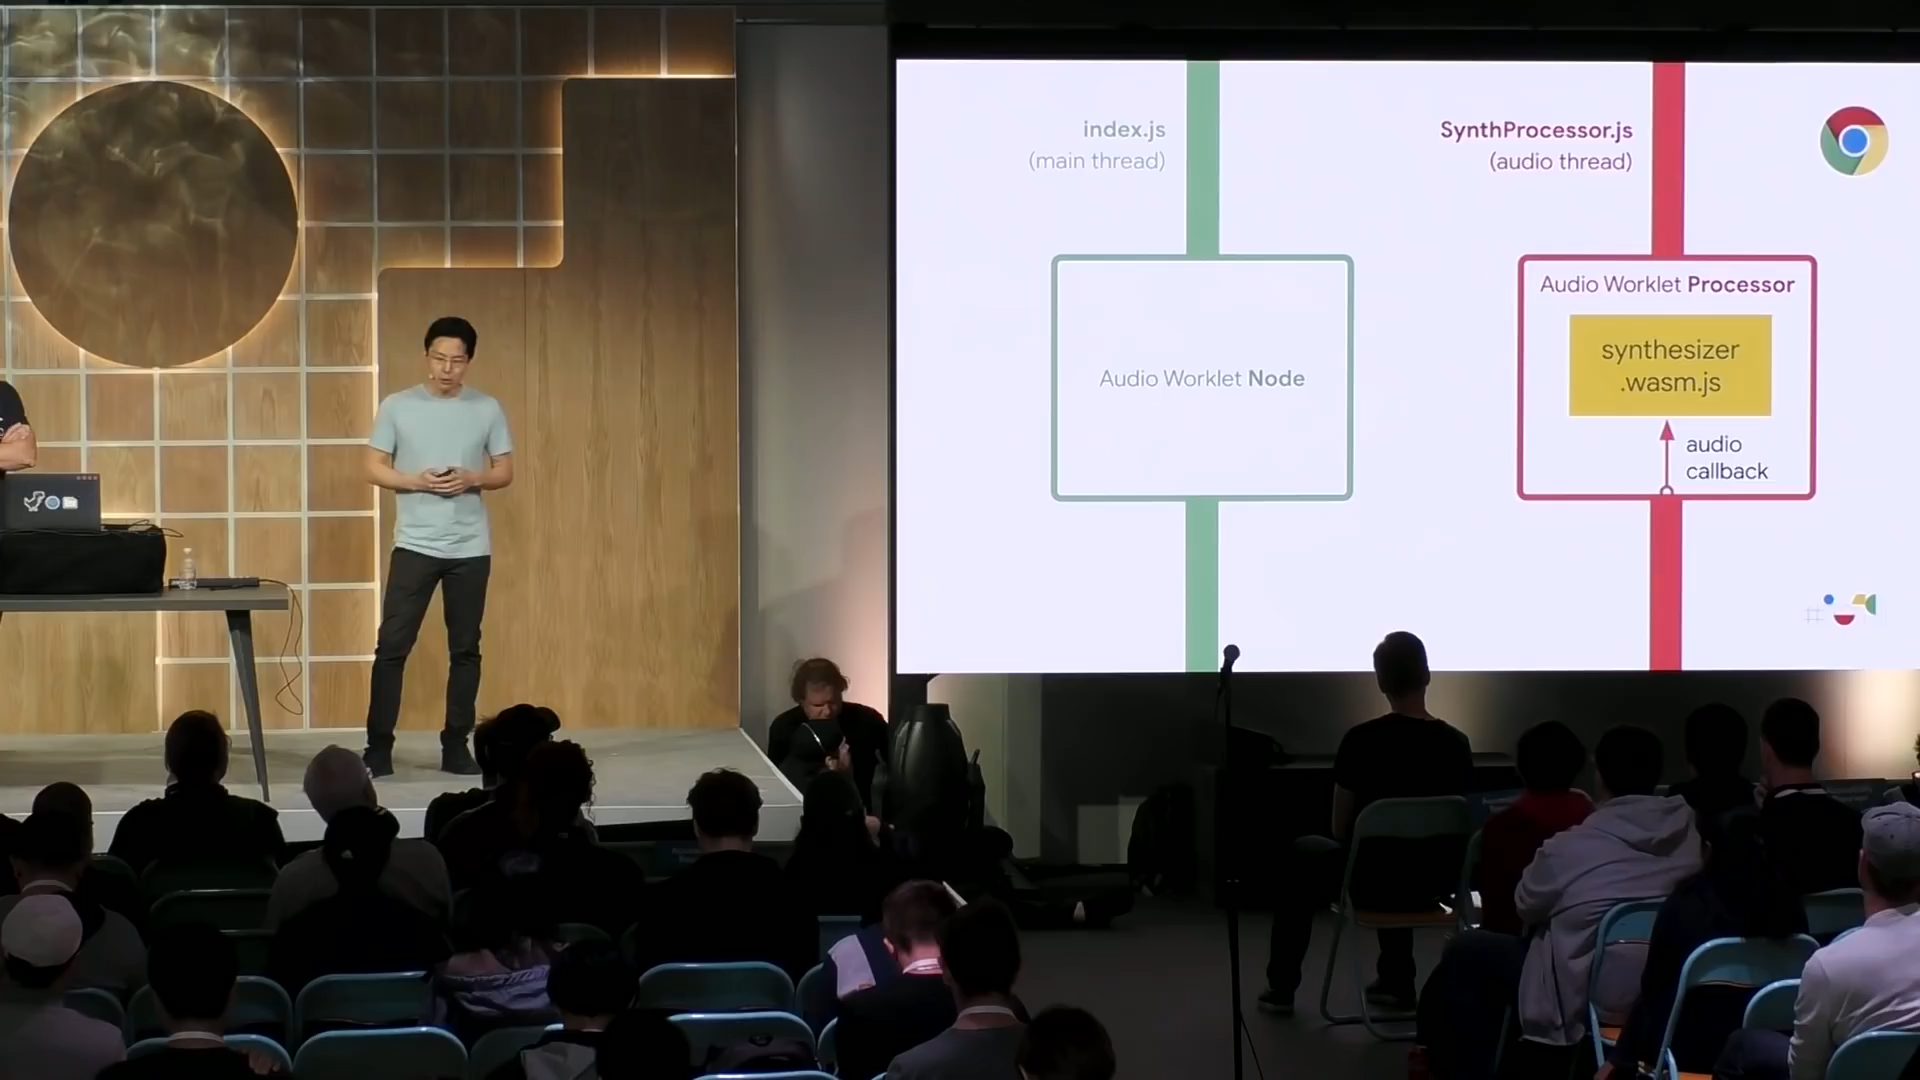 index.js
(main thread)
Audio Worklet Node
SynthProcessor.js
(audio thread)
Audio Worklet Processor
synthesizer
.wasm.js
audio
callback